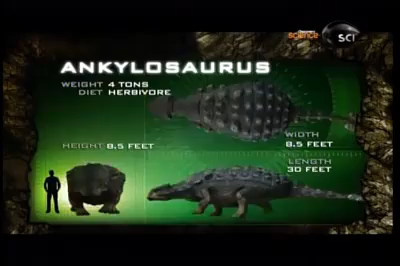 science
SCI
ANKYLOSAURUS
WEIGHT 4 TONS
DIET HERBIVORE
HEIGHT 8.5 FEET
WIDTH
8.5 FEET
LENGTH
30 FEET